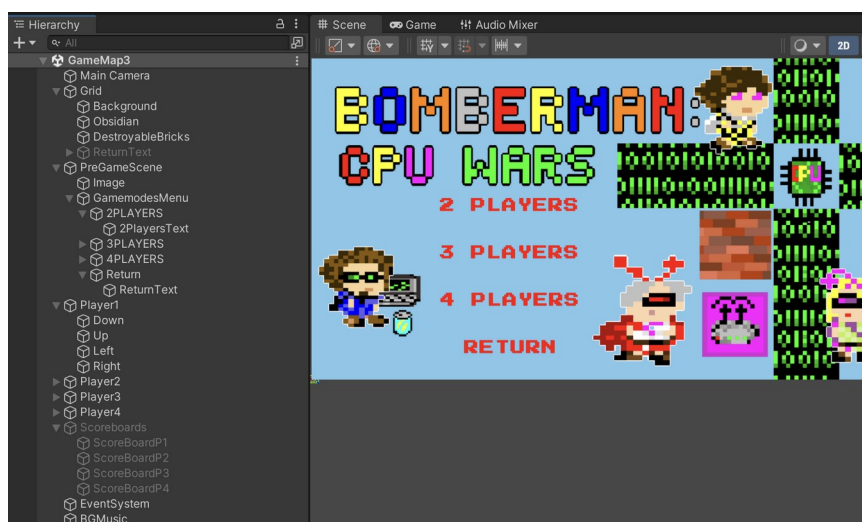 Hierarchy
All
GameMap3
Main Camera
Grid
Background
Obsidian
DestroyableBricks
ReturnText
PreGameScene
Image
GamemodesMenu
2PLAYERS
2PlayersText
3PLAYERS
4PLAYERS
Return
ReturnText
Player1
Down
Up
Left
Right
Player2
Player3
Player4
Scoreboards
ScoreBoardP1
ScoreBoardP2
ScoreBoardP3
ScoreBoardP4
EventSystem
BGMusic
Scene Game Audio Mixer
2D
BOMBERMAN:
CPU WARS
2 PLAYERS
3 PLAYERS
4 PLAYERS
RETURN
CPU